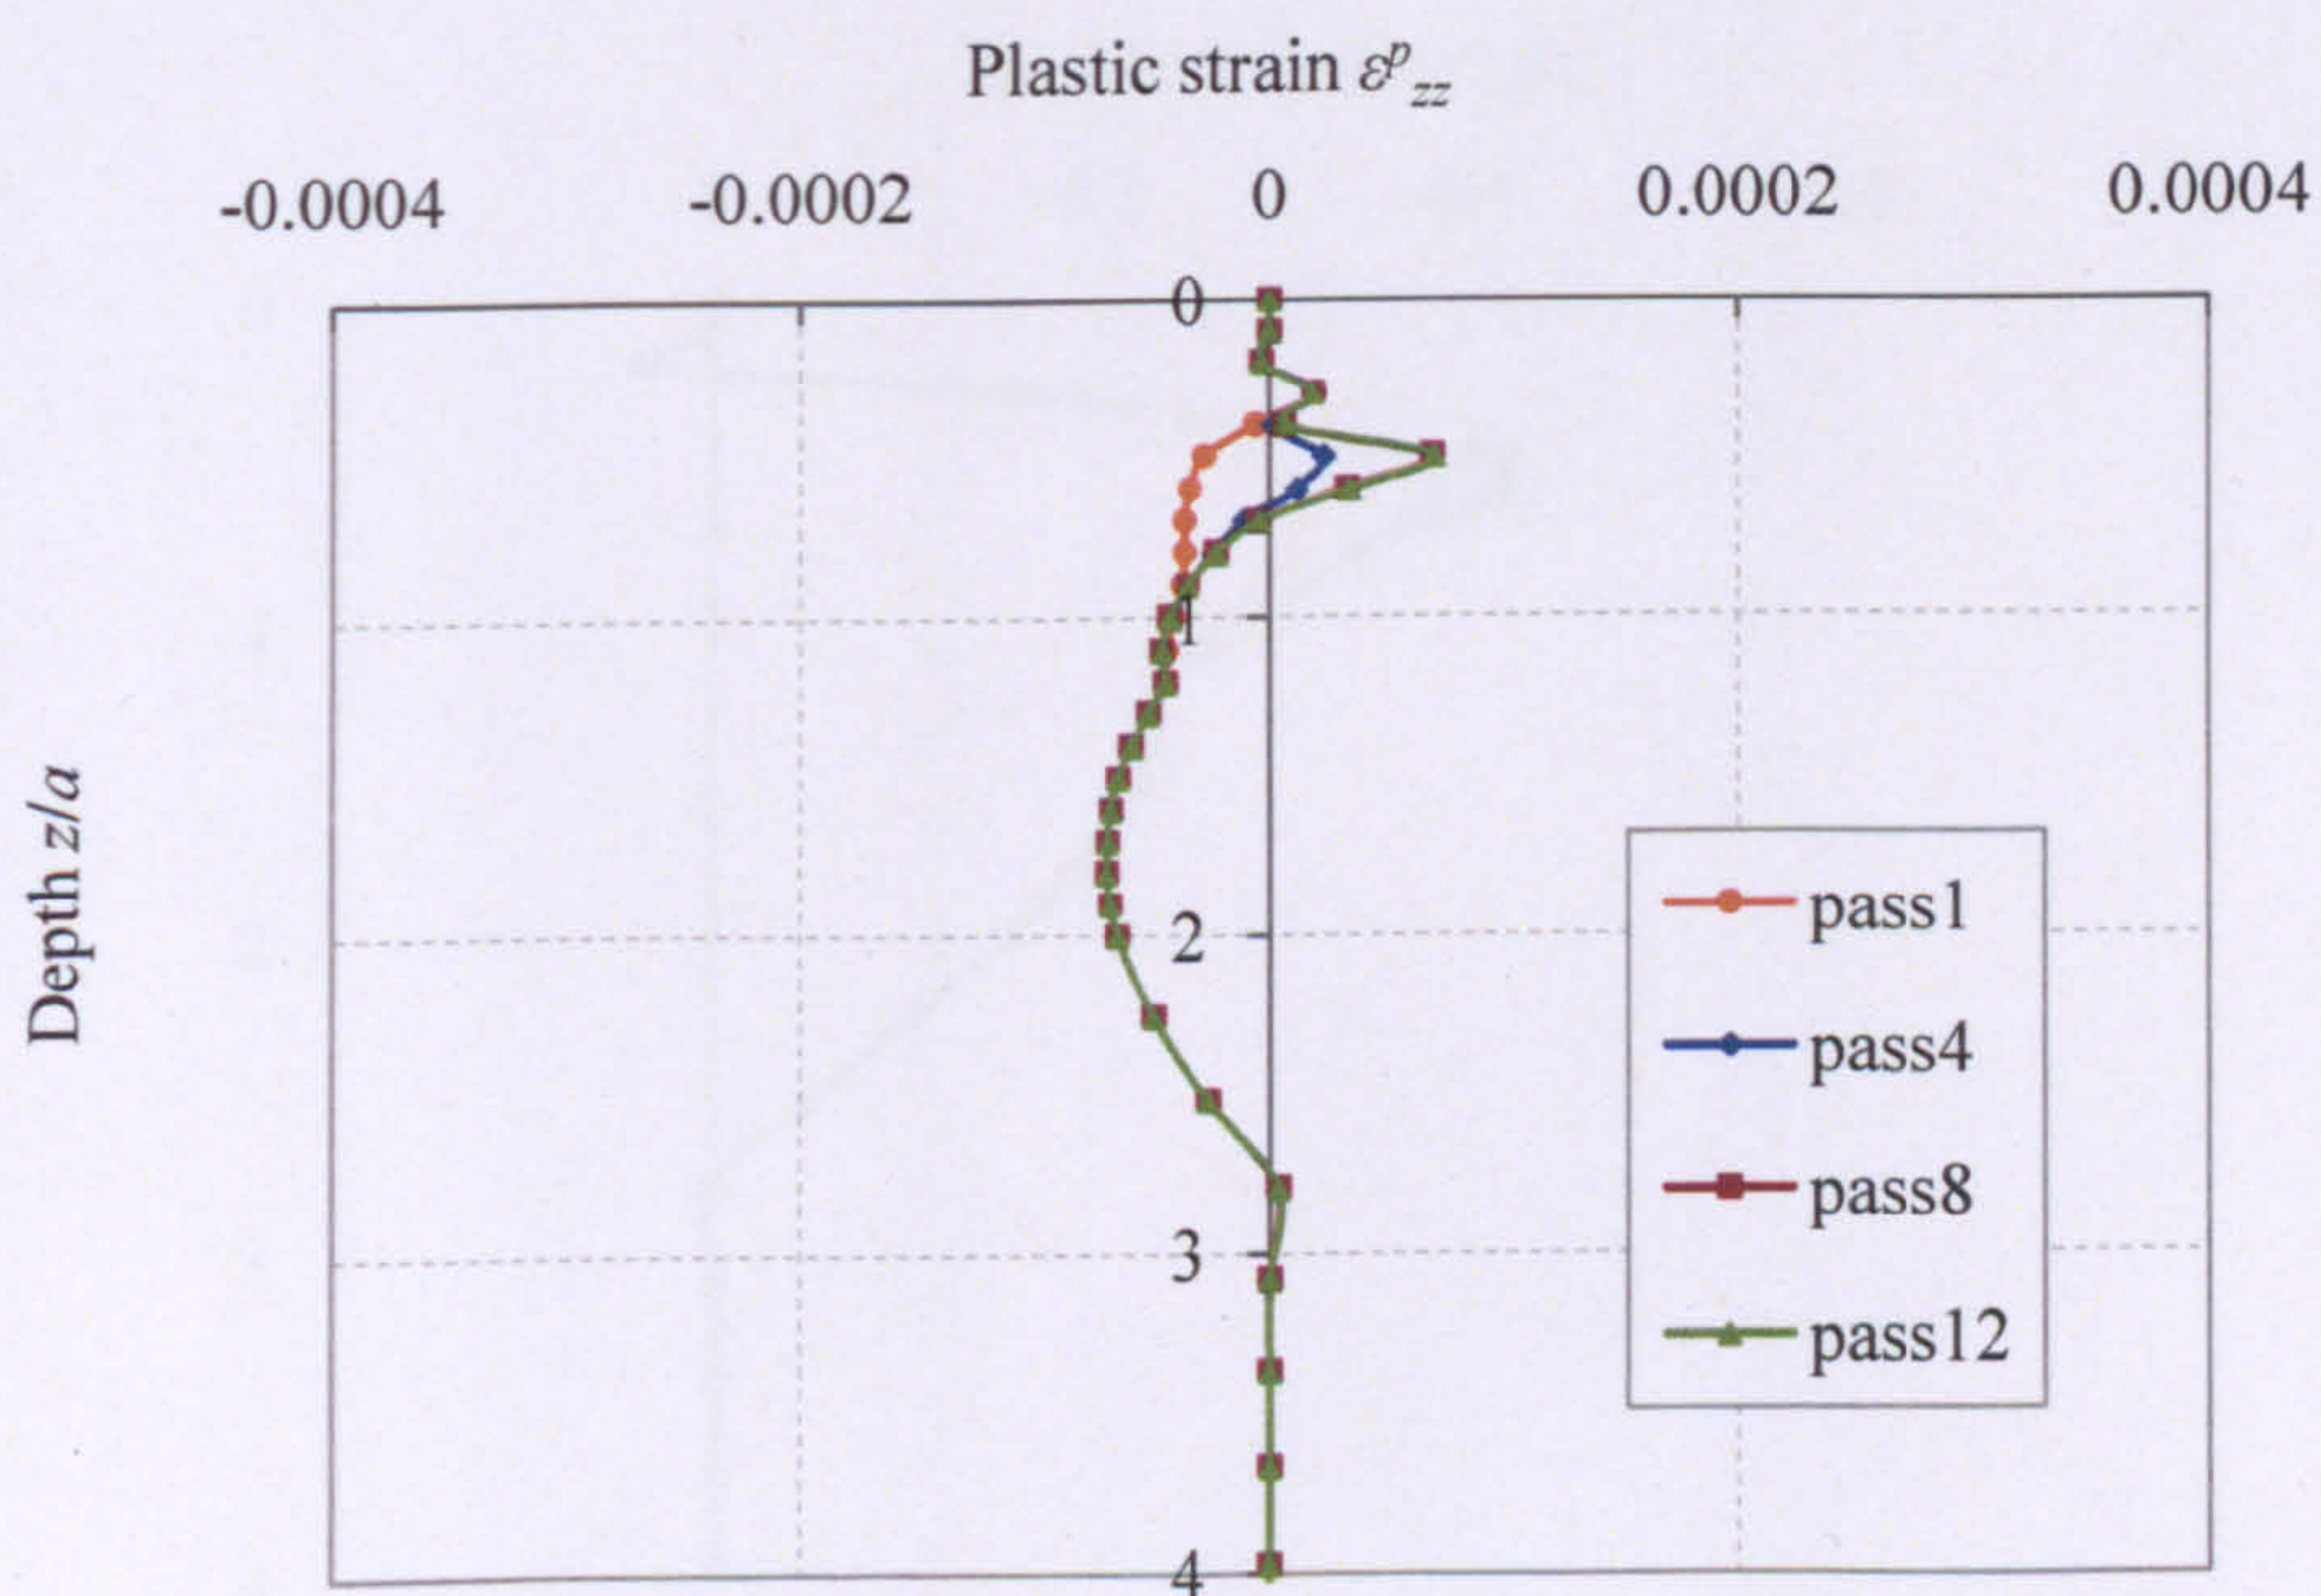 Plastic strain εᵖzz
-0.0004 -0.0002 0 0.0002 0.0004
0
1
2
3
4
Depth z/a
pass1
pass4
pass8
pass12